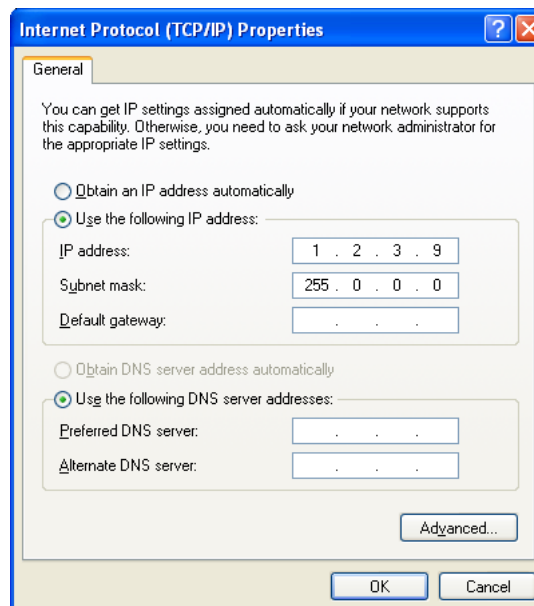 Internet Protocol (TCP/IP) Properties
General
You can get IP settings assigned automatically if your network supports
this capability. Otherwise, you need to ask your network administrator for
the appropriate IP settings.
Obtain an IP address automatically
Use the following IP address:
IP address: 1 . 2 . 3 . 9
Subnet mask: 255 . 0 . 0 . 0
Default gateway: . . .
Obtain DNS server address automatically
Use the following DNS server addresses:
Preferred DNS server: . . .
Alternate DNS server: . . .
Advanced...
OK Cancel